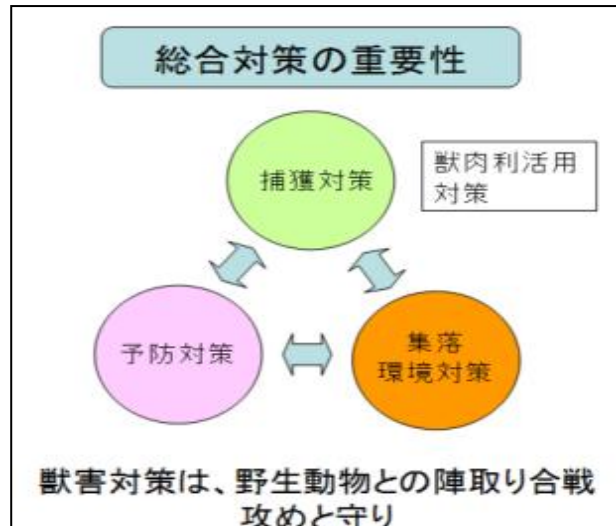 総合対策の重要性
捕獲対策
獣肉利活用
対策
予防対策
集落
環境対策
獣害対策は、野生動物との陣取り合戦
攻めと守り